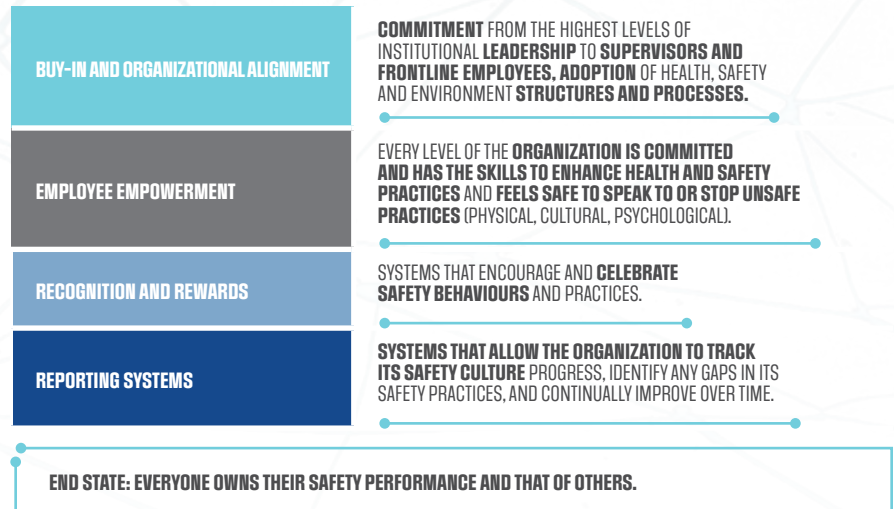 BUY-IN AND ORGANIZATIONAL ALIGNMENT
COMMITMENT FROM THE HIGHEST LEVELS OF
INSTITUTIONAL LEADERSHIP TO SUPERVISORS AND
FRONTLINE EMPLOYEES, ADOPTION OF HEALTH, SAFETY
AND ENVIRONMENT STRUCTURES AND PROCESSES.
EMPLOYEE EMPOWERMENT
EVERY LEVEL OF THE ORGANIZATION IS COMMITTED
AND HAS THE SKILLS TO ENHANCE HEALTH AND SAFETY
PRACTICES AND FEELS SAFE TO SPEAK TO OR STOP UNSAFE
PRACTICES (PHYSICAL, CULTURAL, PSYCHOLOGICAL).
RECOGNITION AND REWARDS
SYSTEMS THAT ENCOURAGE AND CELEBRATE
SAFETY BEHAVIOURS AND PRACTICES.
REPORTING SYSTEMS
SYSTEMS THAT ALLOW THE ORGANIZATION TO TRACK
ITS SAFETY CULTURE PROGRESS, IDENTIFY ANY GAPS IN ITS
SAFETY PRACTICES, AND CONTINUALLY IMPROVE OVER TIME.
END STATE: EVERYONE OWNS THEIR SAFETY PERFORMANCE AND THAT OF OTHERS.